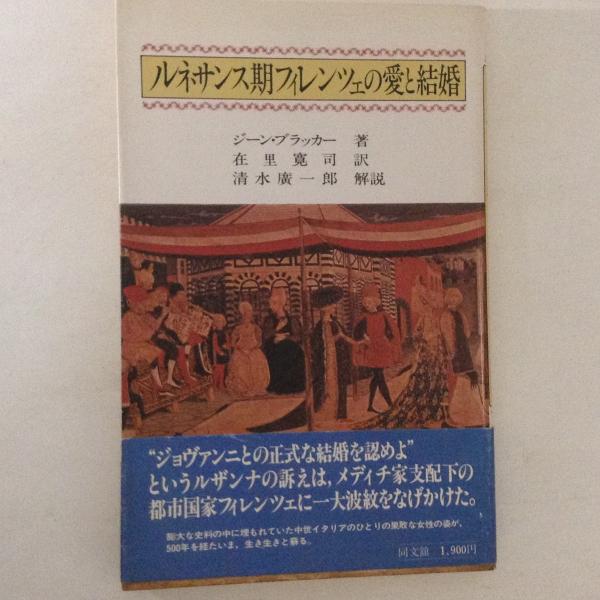 ルネサンス期フィレンツェの愛と結婚
ジーン・ブラッカー 著
在里寛司 訳
清水廣一郎 解説
“ジョヴァンニとの正式な結婚を認めよ”
というルザンナの訴えは、メディチ家支配下の
都市国家フィレンツェに一大波紋をなげかけた。
膨大な史料の中に埋もれていた中世イタリアのひとりの果敢な女性の姿が、
500年を経たいま、生き生きと蘇る。
同文舘 1,900円